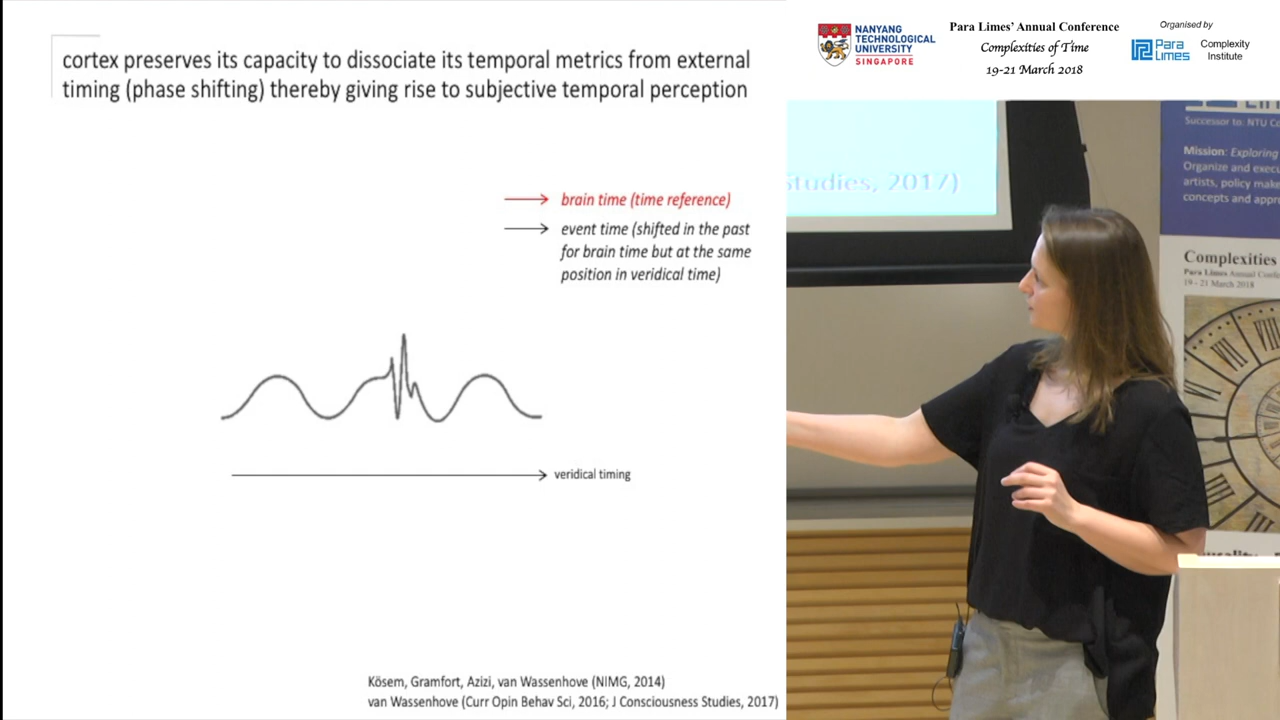 cortex preserves its capacity to dissociate its temporal metrics from external
timing (phase shifting) thereby giving rise to subjective temporal perception
brain time (time reference)
event time (shifted in the past
for brain time but at the same
position in veridical time)
veridical timing
Kösem, Gramfort, Azizi, van Wassenhove (NIMG, 2014)
van Wassenhove (Curr Opin Behav Sci, 2016; J Consciousness Studies, 2017)
NANYANG
TECHNOLOGICAL
UNIVERSITY
SINGAPORE
Para Limes' Annual Conference
Complexities of Time
19-21 March 2018
Organised by
Para
Limes
Complexity
Institute
Studies, 2017)
Successor to: NTU
Mission: Exploring
Organize and
artists, policy
concepts and
Complexities
Para Limes Annual
19 - 21 March 2018